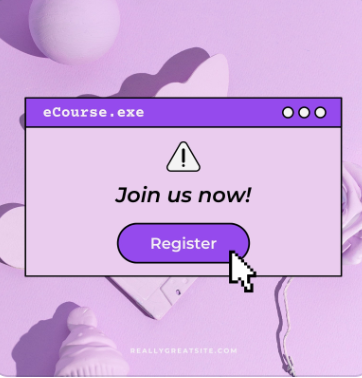 eCourse.exe
Join us now!
Register
REALLYGREATSITE.COM